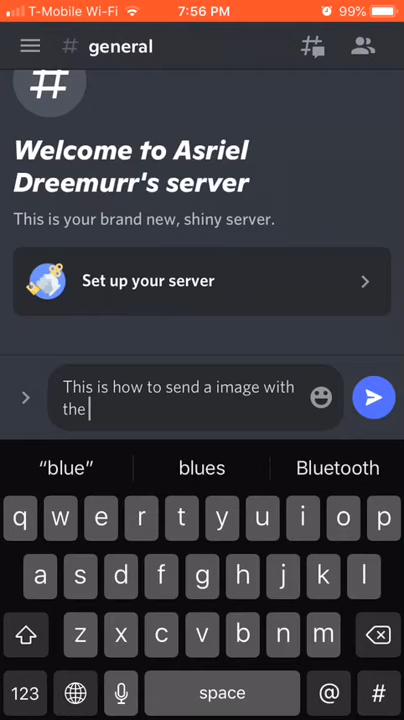 T-Mobile Wi-Fi 7:56 PM 99%
# general
#
Welcome to Asriel
Dreemurr's server
This is your brand new, shiny server.
Set up your server
This is how to send a image with
the
“blue” blues Bluetooth
q w e r t y u i o p
a s d f g h j k l
z x c v b n m
123 space @ #